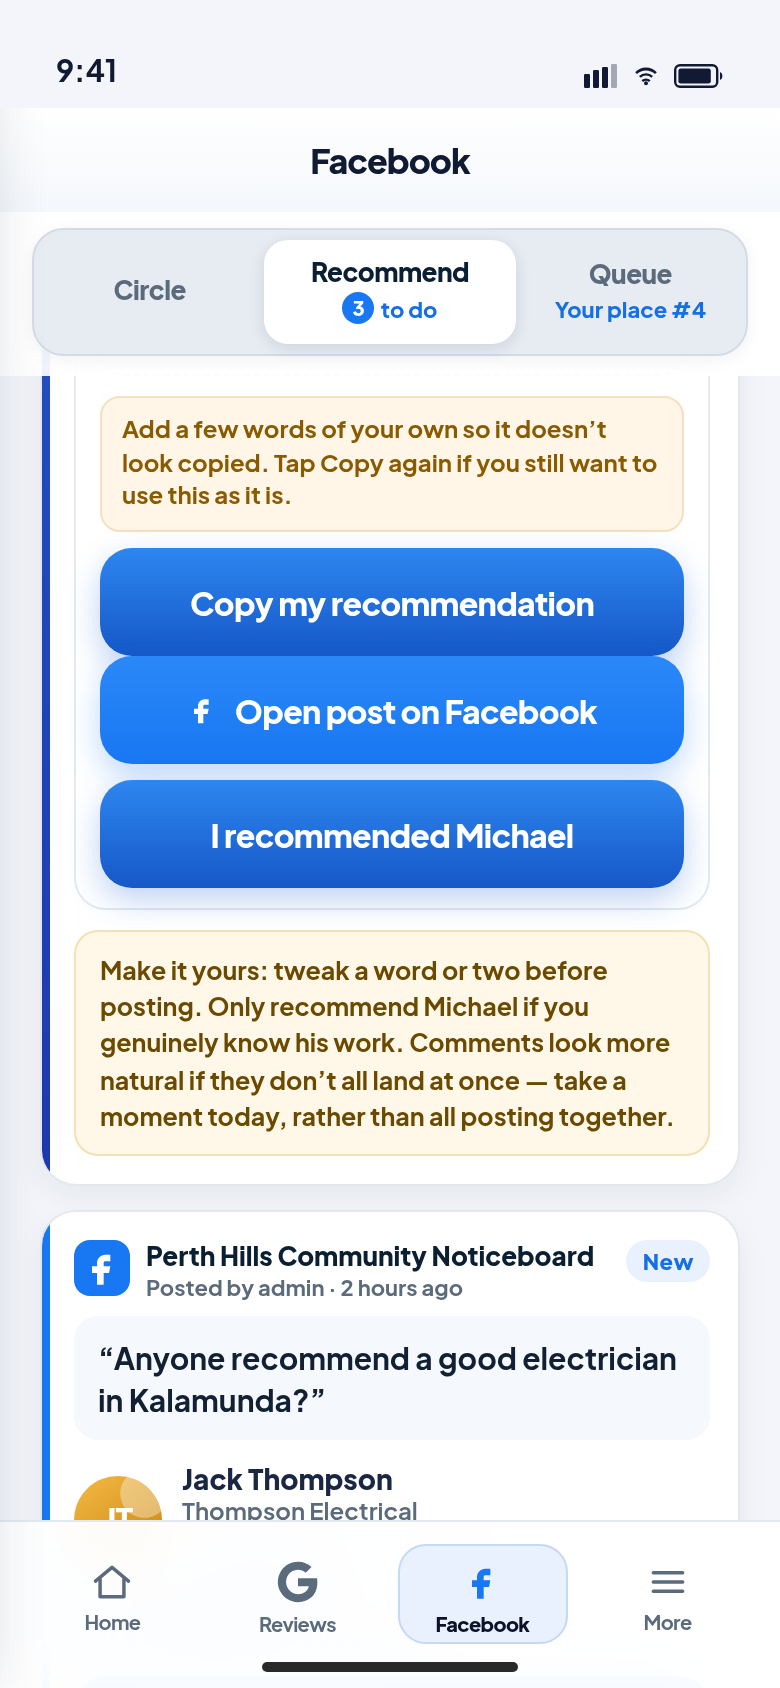 9:41
Facebook
Circle
Recommend
3 to do
Queue
Your place #4
Add a few words of your own so it doesn’t
look copied. Tap Copy again if you still want to
use this as it is.
Copy my recommendation
Open post on Facebook
I recommended Michael
Make it yours: tweak a word or two before
posting. Only recommend Michael if you
genuinely know his work. Comments look more
natural if they don’t all land at once — take a
moment today, rather than all posting together.
Perth Hills Community Noticeboard
New
Posted by admin · 2 hours ago
“Anyone recommend a good electrician
in Kalamunda?”
Jack Thompson
JT
Thompson Electrical
Home
Reviews
Facebook
More